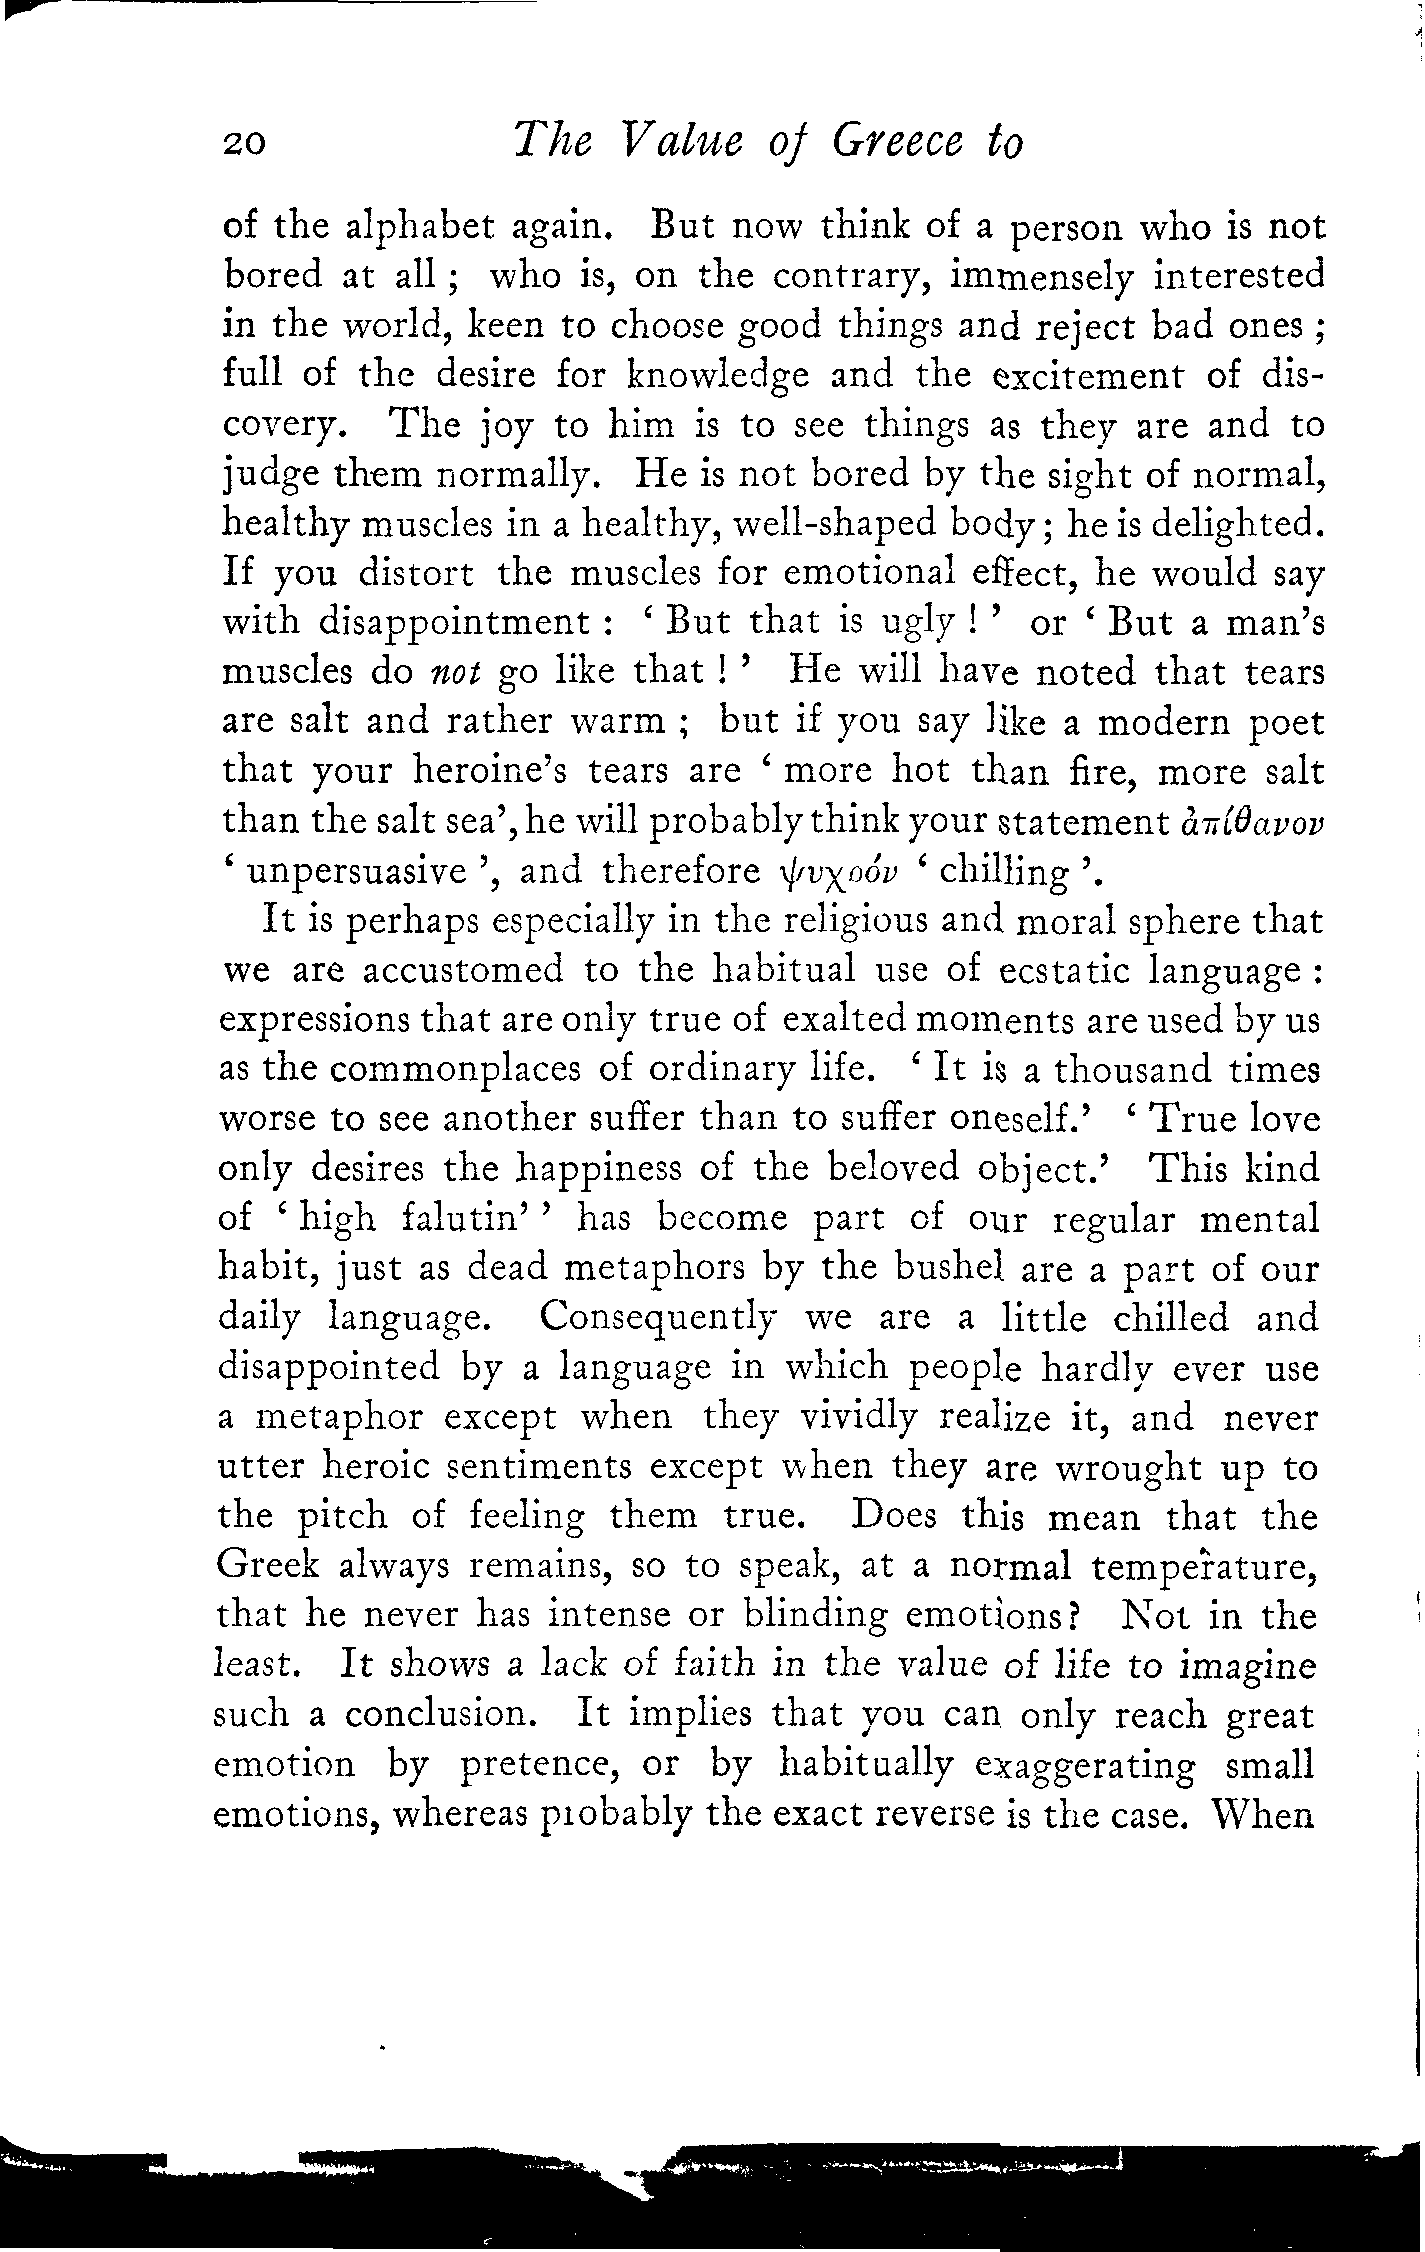 20 The Value of Greece to
of the alphabet again. But now think of a person who is not
bored at all ; who is, on the contrary, immensely interested
in the world, keen to choose good things and reject bad ones ;
full of the desire for knowledge and the excitement of dis-
covery. The joy to him is to see things as they are and to
judge them normally. He is not bored by the sight of normal,
healthy muscles in a healthy, well-shaped body ; he is delighted.
If you distort the muscles for emotional effect, he would say
with disappointment : ‘ But that is ugly ! ’ or ‘ But a man’s
muscles do not go like that ! ’ He will have noted that tears
are salt and rather warm ; but if you say like a modern poet
that your heroine’s tears are ‘ more hot than fire, more salt
than the salt sea’, he will probably think your statement ἀπίθανον
‘ unpersuasive ’, and therefore ψυχρόν ‘ chilling ’.
It is perhaps especially in the religious and moral sphere that
we are accustomed to the habitual use of ecstatic language :
expressions that are only true of exalted moments are used by us
as the commonplaces of ordinary life. ‘ It is a thousand times
worse to see another suffer than to suffer oneself.’ ‘ True love
only desires the happiness of the beloved object.’ This kind
of ‘ high falutin’ ’ has become part of our regular mental
habit, just as dead metaphors by the bushel are a part of our
daily language. Consequently we are a little chilled and
disappointed by a language in which people hardly ever use
a metaphor except when they vividly realize it, and never
utter heroic sentiments except when they are wrought up to
the pitch of feeling them true. Does this mean that the
Greek always remains, so to speak, at a normal temperature,
that he never has intense or blinding emotions? Not in the
least. It shows a lack of faith in the value of life to imagine
such a conclusion. It implies that you can only reach great
emotion by pretence, or by habitually exaggerating small
emotions, whereas probably the exact reverse is the case. When